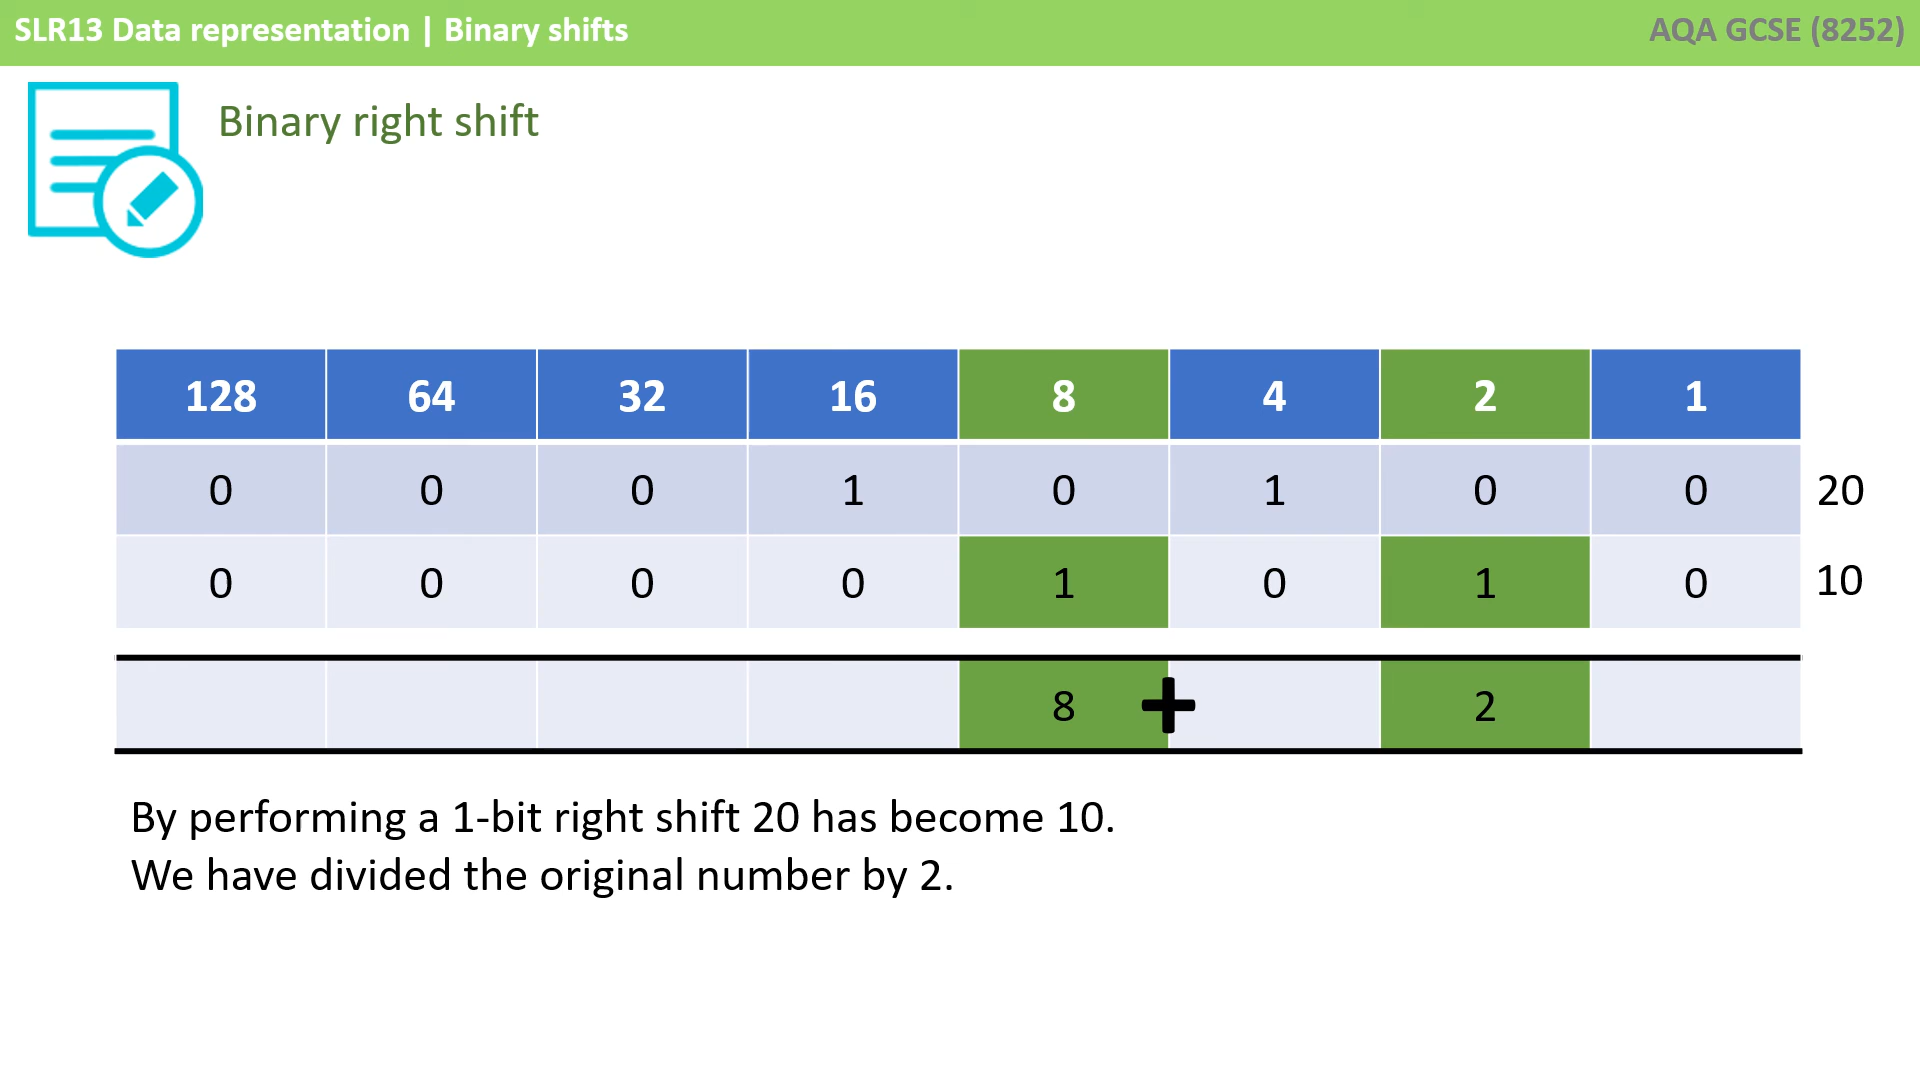 SLR13 Data representation | Binary shifts
AQA GCSE (8252)
Binary right shift
128 64 32 16 8 4 2 1
0 0 0 1 0 1 0 0 20
0 0 0 0 1 0 1 0 10
8 + 2
By performing a 1-bit right shift 20 has become 10.
We have divided the original number by 2.